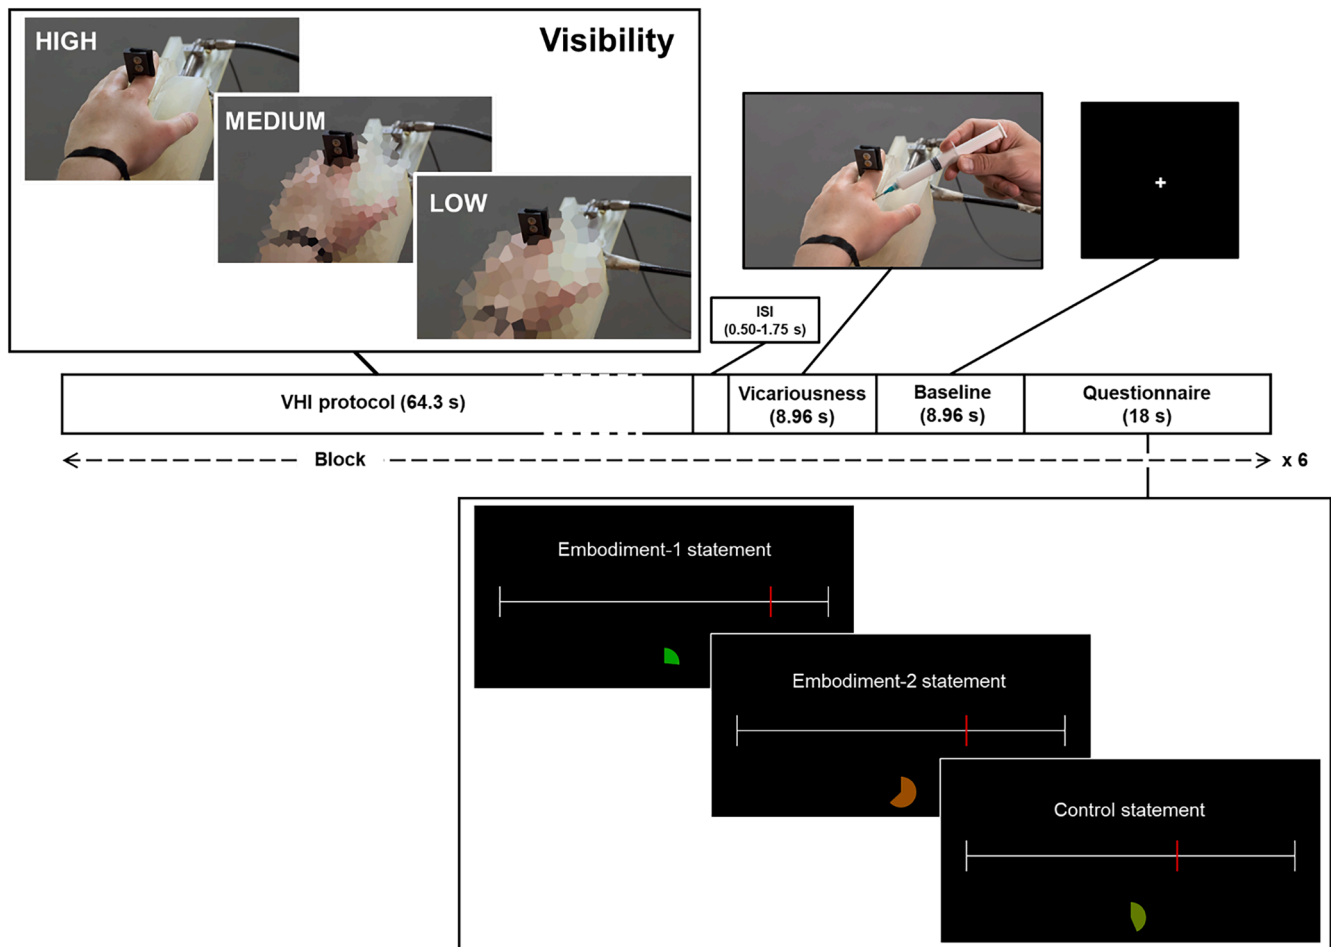 HIGH
Visibility
MEDIUM
LOW
ISI
(0.50-1.75 s)
VHI protocol (64.3 s)
Vicariousness
(8.96 s)
Baseline
(8.96 s)
Questionnaire
(18 s)
Block
x 6
Embodiment-1 statement
Embodiment-2 statement
Control statement